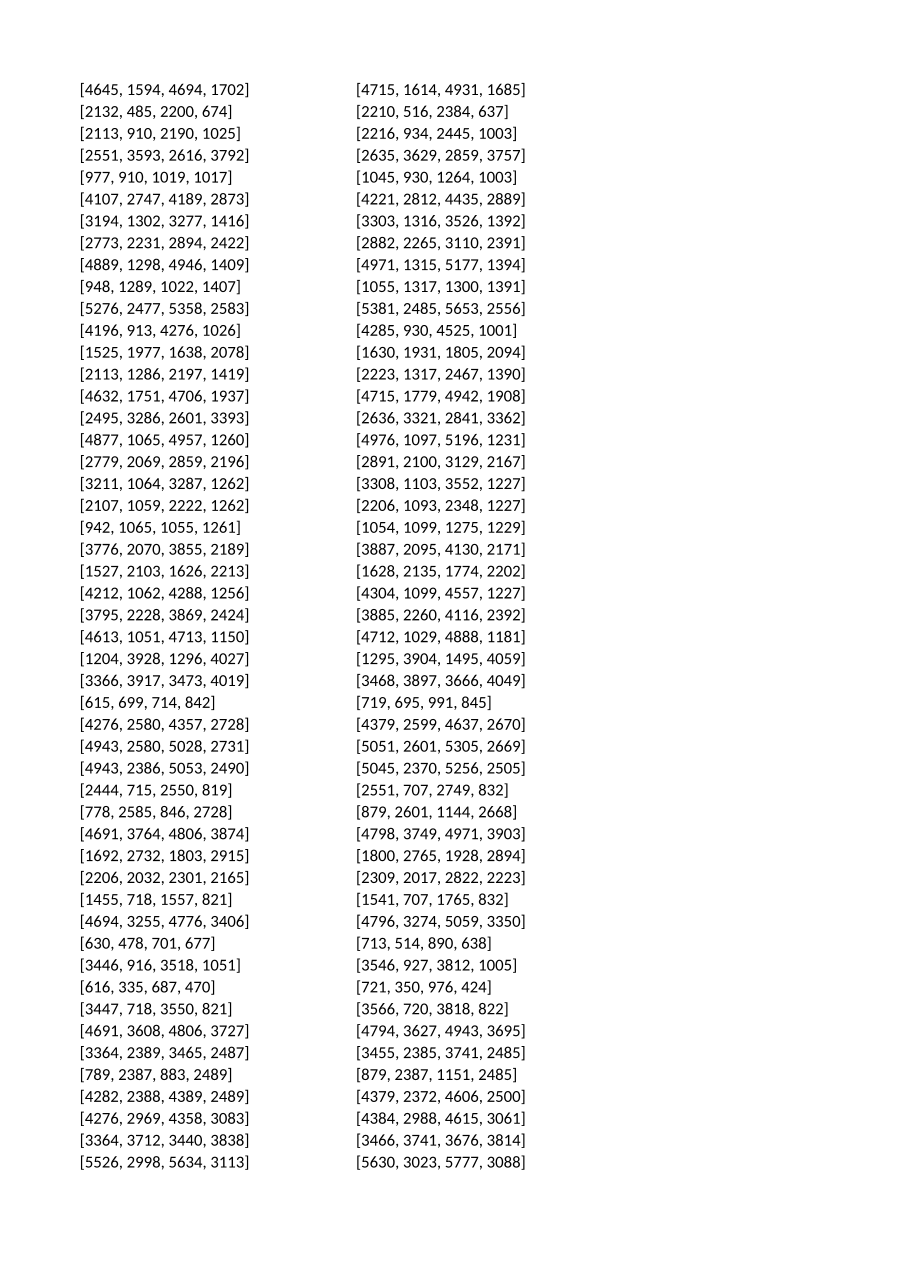 [4645, 1594, 4694, 1702] [4715, 1614, 4931, 1685]
[2132, 485, 2200, 674] [2210, 516, 2384, 637]
[2113, 910, 2190, 1025] [2216, 934, 2445, 1003]
[2551, 3593, 2616, 3792] [2635, 3629, 2859, 3757]
[977, 910, 1019, 1017] [1045, 930, 1264, 1003]
[4107, 2747, 4189, 2873] [4221, 2812, 4435, 2889]
[3194, 1302, 3277, 1416] [3303, 1316, 3526, 1392]
[2773, 2231, 2894, 2422] [2882, 2265, 3110, 2391]
[4889, 1298, 4946, 1409] [4971, 1315, 5177, 1394]
[948, 1289, 1022, 1407] [1055, 1317, 1300, 1391]
[5276, 2477, 5358, 2583] [5381, 2485, 5653, 2556]
[4196, 913, 4276, 1026] [4285, 930, 4525, 1001]
[1525, 1977, 1638, 2078] [1630, 1931, 1805, 2094]
[2113, 1286, 2197, 1419] [2223, 1317, 2467, 1390]
[4632, 1751, 4706, 1937] [4715, 1779, 4942, 1908]
[2495, 3286, 2601, 3393] [2636, 3321, 2841, 3362]
[4877, 1065, 4957, 1260] [4976, 1097, 5196, 1231]
[2779, 2069, 2859, 2196] [2891, 2100, 3129, 2167]
[3211, 1064, 3287, 1262] [3308, 1103, 3552, 1227]
[2107, 1059, 2222, 1262] [2206, 1093, 2348, 1227]
[942, 1065, 1055, 1261] [1054, 1099, 1275, 1229]
[3776, 2070, 3855, 2189] [3887, 2095, 4130, 2171]
[1527, 2103, 1626, 2213] [1628, 2135, 1774, 2202]
[4212, 1062, 4288, 1256] [4304, 1099, 4557, 1227]
[3795, 2228, 3869, 2424] [3885, 2260, 4116, 2392]
[4613, 1051, 4713, 1150] [4712, 1029, 4888, 1181]
[1204, 3928, 1296, 4027] [1295, 3904, 1495, 4059]
[3366, 3917, 3473, 4019] [3468, 3897, 3666, 4049]
[615, 699, 714, 842] [719, 695, 991, 845]
[4276, 2580, 4357, 2728] [4379, 2599, 4637, 2670]
[4943, 2580, 5028, 2731] [5051, 2601, 5305, 2669]
[4943, 2386, 5053, 2490] [5045, 2370, 5256, 2505]
[2444, 715, 2550, 819] [2551, 707, 2749, 832]
[778, 2585, 846, 2728] [879, 2601, 1144, 2668]
[4691, 3764, 4806, 3874] [4798, 3749, 4971, 3903]
[1692, 2732, 1803, 2915] [1800, 2765, 1928, 2894]
[2206, 2032, 2301, 2165] [2309, 2017, 2822, 2223]
[1455, 718, 1557, 821] [1541, 707, 1765, 832]
[4694, 3255, 4776, 3406] [4796, 3274, 5059, 3350]
[630, 478, 701, 677] [713, 514, 890, 638]
[3446, 916, 3518, 1051] [3546, 927, 3812, 1005]
[616, 335, 687, 470] [721, 350, 976, 424]
[3447, 718, 3550, 821] [3566, 720, 3818, 822]
[4691, 3608, 4806, 3727] [4794, 3627, 4943, 3695]
[3364, 2389, 3465, 2487] [3455, 2385, 3741, 2485]
[789, 2387, 883, 2489] [879, 2387, 1151, 2485]
[4282, 2388, 4389, 2489] [4379, 2372, 4606, 2500]
[4276, 2969, 4358, 3083] [4384, 2988, 4615, 3061]
[3364, 3712, 3440, 3838] [3466, 3741, 3676, 3814]
[5526, 2998, 5634, 3113] [5630, 3023, 5777, 3088]